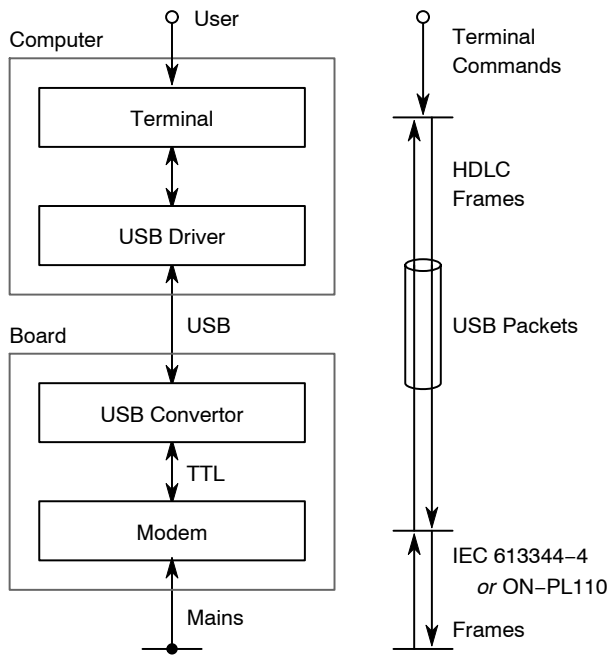 User
Computer
Terminal
USB Driver
USB
Board
USB Convertor
TTL
Modem
Mains
Terminal
Commands
HDLC
Frames
USB Packets
IEC 613344−4
or ON−PL110
Frames